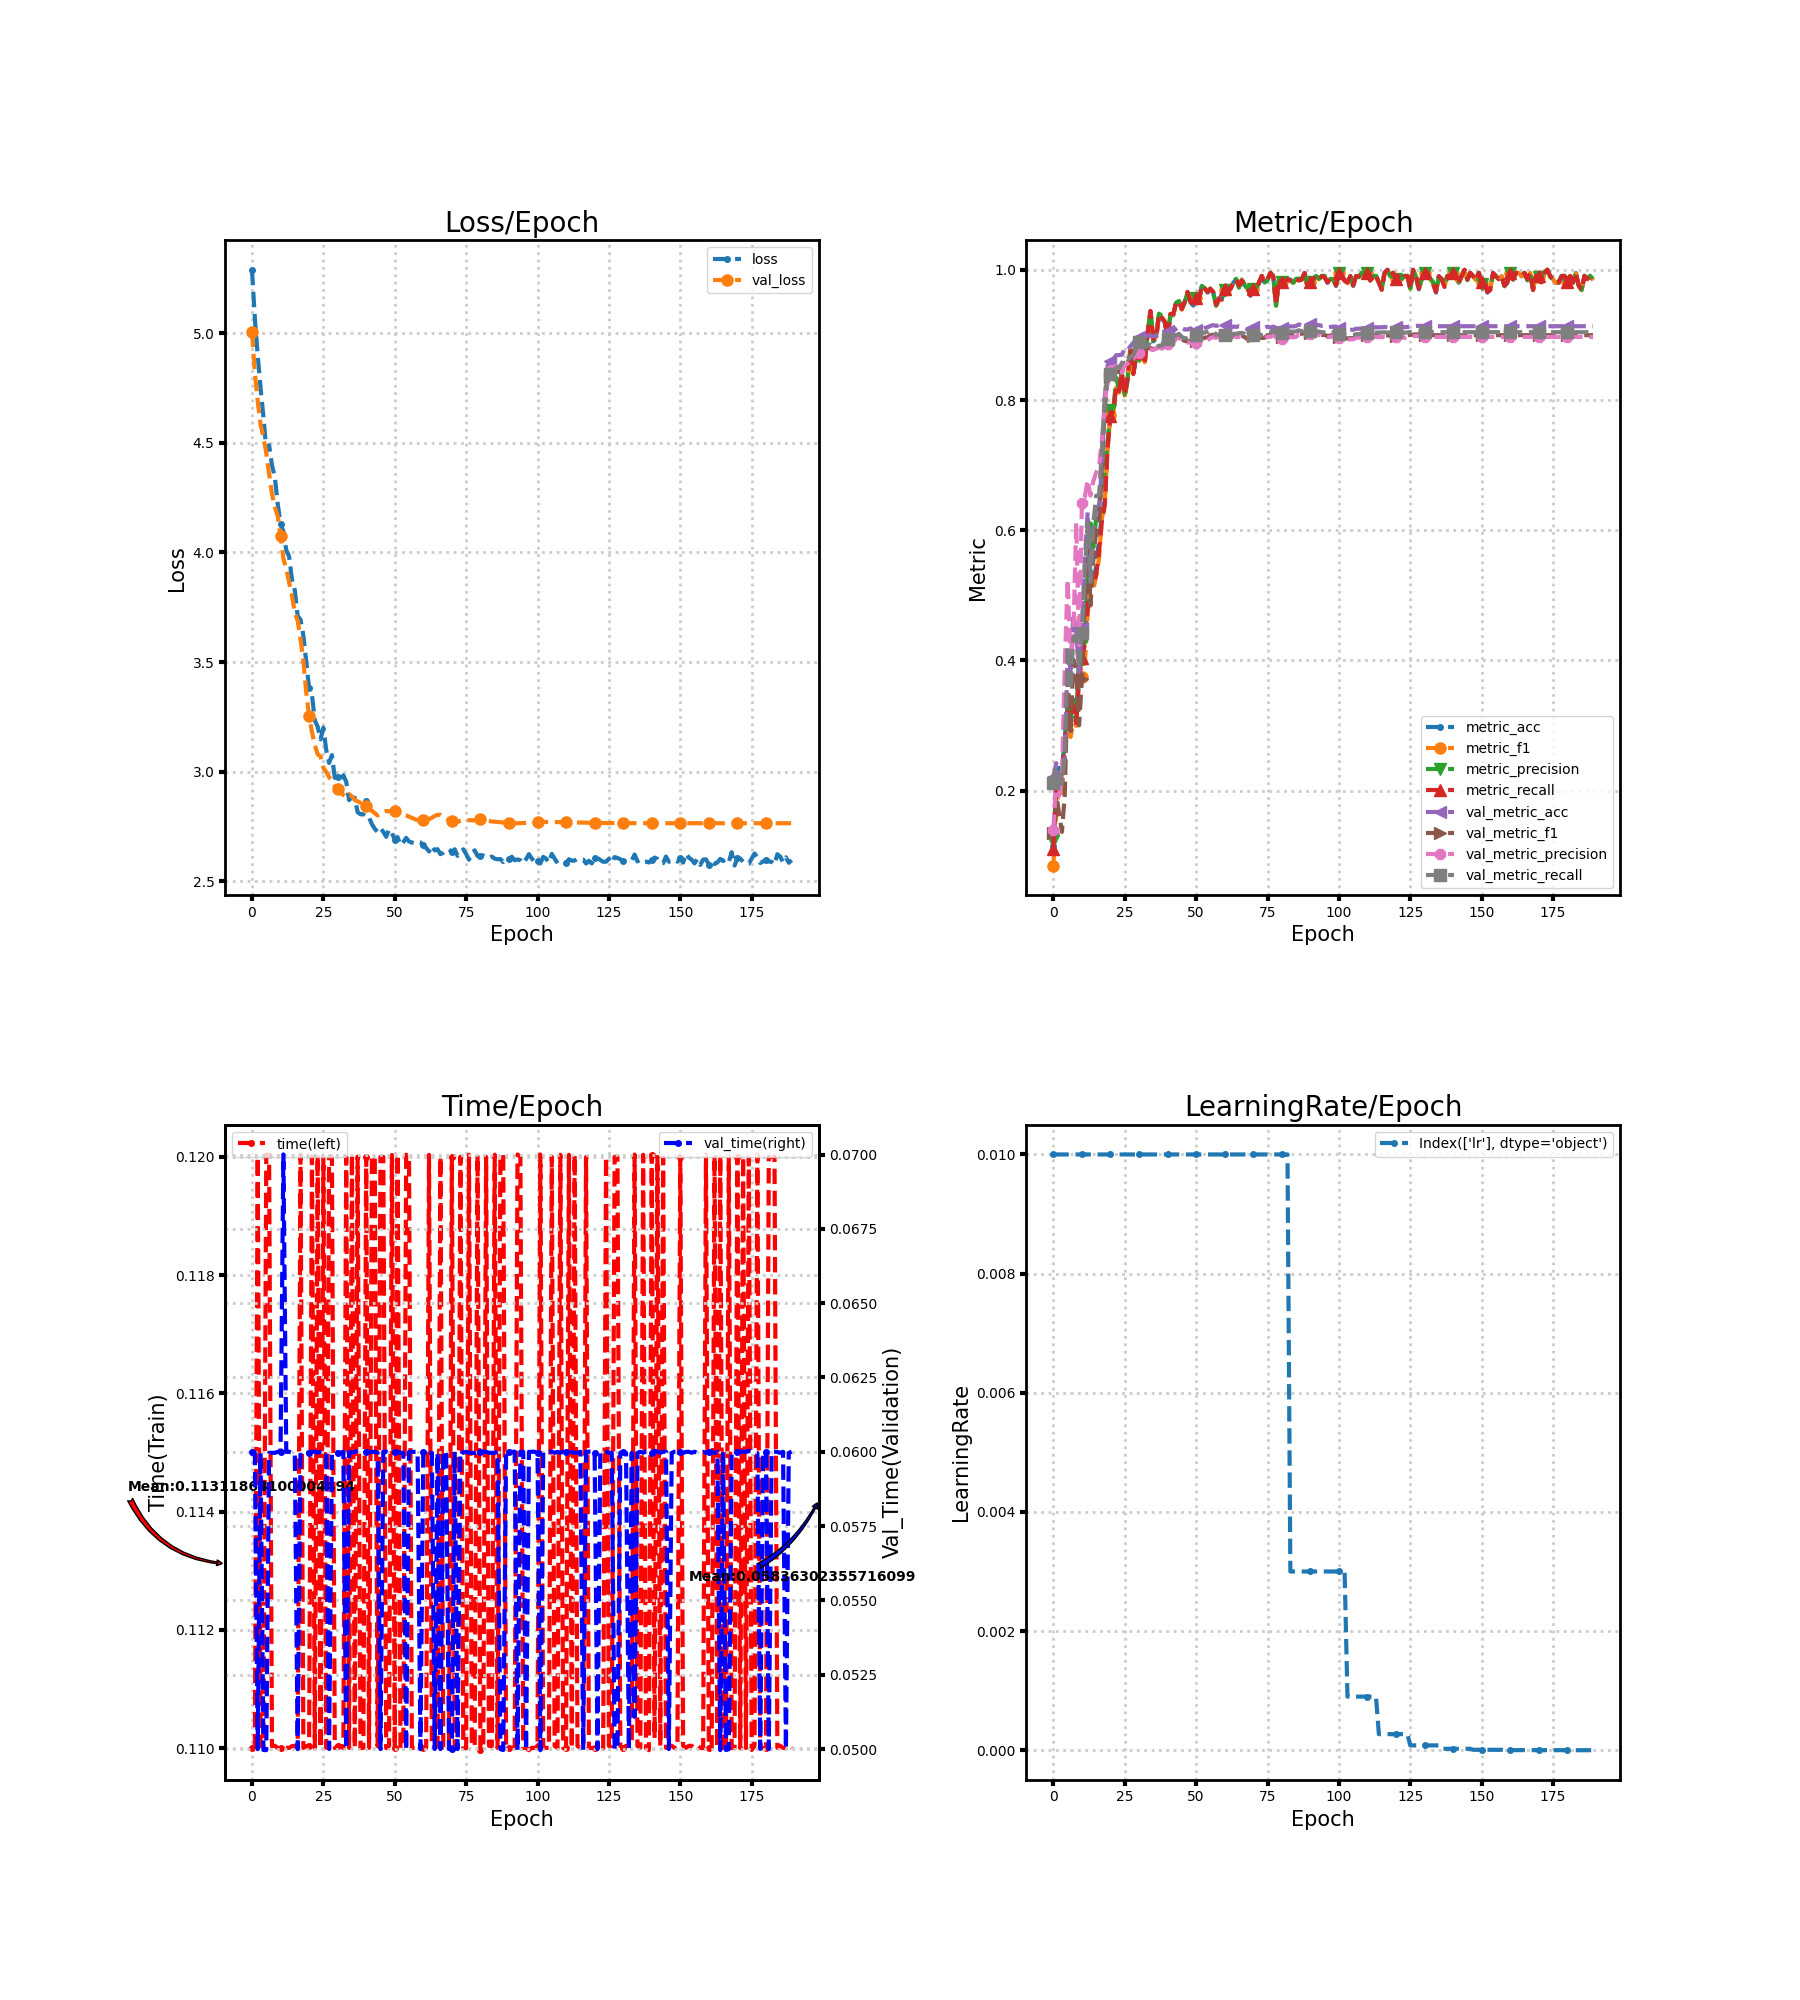 Loss/Epoch
loss
val_loss
5.0
4.5
4.0
3.5
3.0
2.5
Loss
0 25 50 75 100 125 150 175
Epoch
Metric/Epoch
1.0
0.8
0.6
0.4
0.2
Metric
metric_acc
metric_f1
metric_precision
metric_recall
val_metric_acc
val_metric_f1
val_metric_precision
val_metric_recall
0 25 50 75 100 125 150 175
Epoch
Time/Epoch
time(left)
val_time(right)
0.120
0.118
0.116
0.114
0.112
0.110
Time(Train)
0.0700
0.0675
0.0650
0.0625
0.0600
0.0575
0.0550
0.0525
0.0500
Val_Time(Validation)
Mean:0.05836302355716099
0 25 50 75 100 125 150 175
Epoch
LearningRate/Epoch
Index(['lr'], dtype='object')
0.010
0.008
0.006
0.004
0.002
0.000
LearningRate
0 25 50 75 100 125 150 175
Epoch